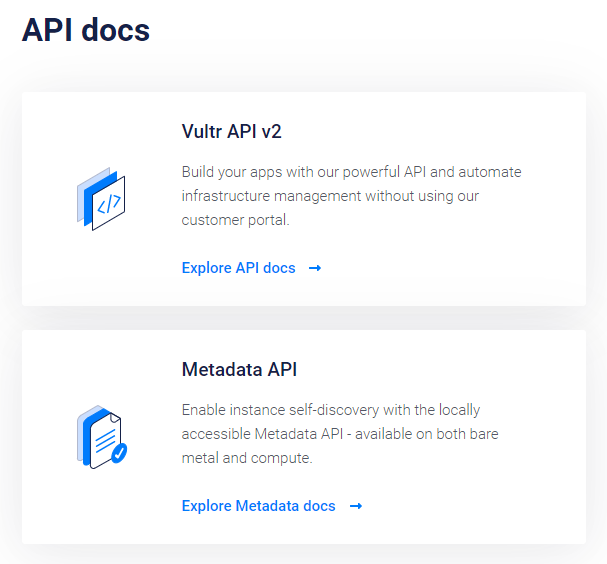 API docs
Vultr API v2
Build your apps with our powerful API and automate
infrastructure management without using our
customer portal.
Explore API docs →
Metadata API
Enable instance self-discovery with the locally
accessible Metadata API - available on both bare
metal and compute.
Explore Metadata docs →